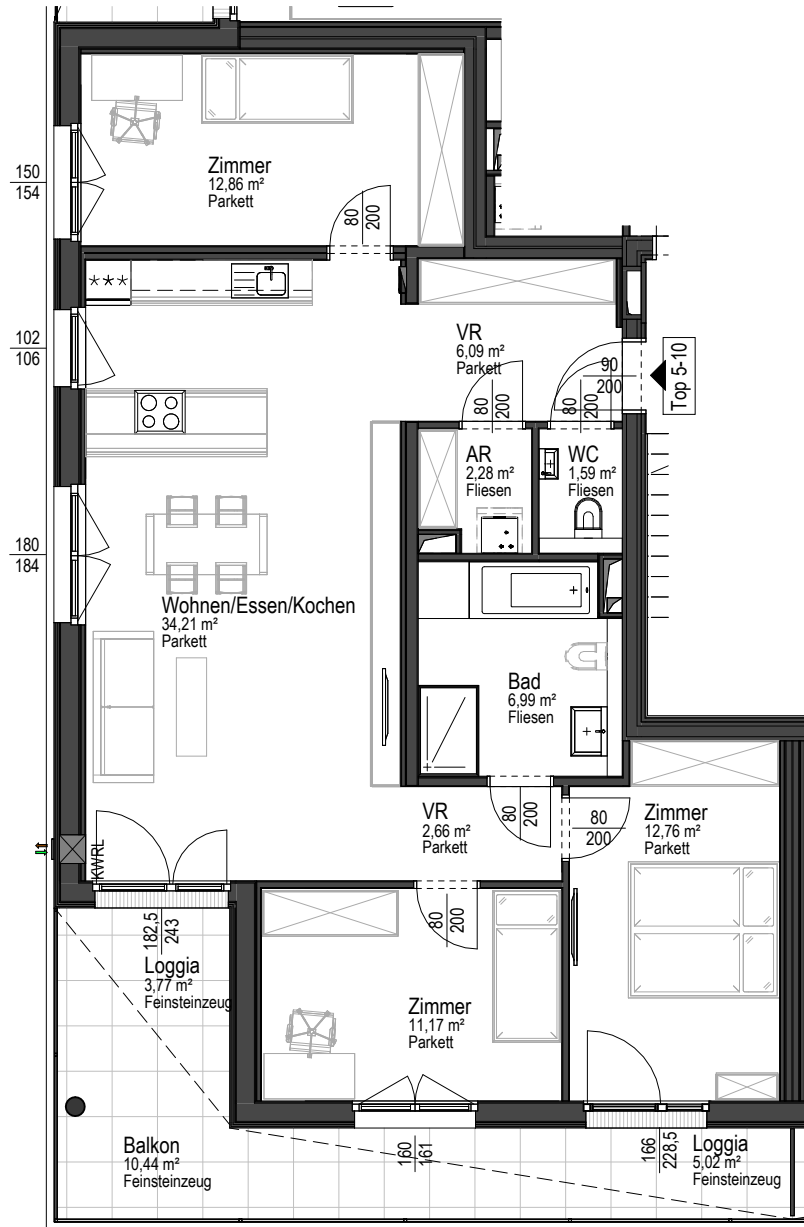 150
154
Zimmer
12,86 m²
Parkett
80
200
***
102
106
VR
6,09 m²
Parkett
90
200
Top 5-10
80
200
80
200
AR
2,28 m²
Fliesen
WC
1,59 m²
Fliesen
180
184
Wohnen/Essen/Kochen
34,21 m²
Parkett
Bad
6,99 m²
Fliesen
80
200
VR
2,66 m²
Parkett
80
200
Zimmer
12,76 m²
Parkett
KWRL
80
200
182,5
243
Loggia
3,77 m²
Feinsteinzeug
Zimmer
11,17 m²
Parkett
Balkon
10,44 m²
Feinsteinzeug
160
161
166
228,5
Loggia
5,02 m²
Feinsteinzeug